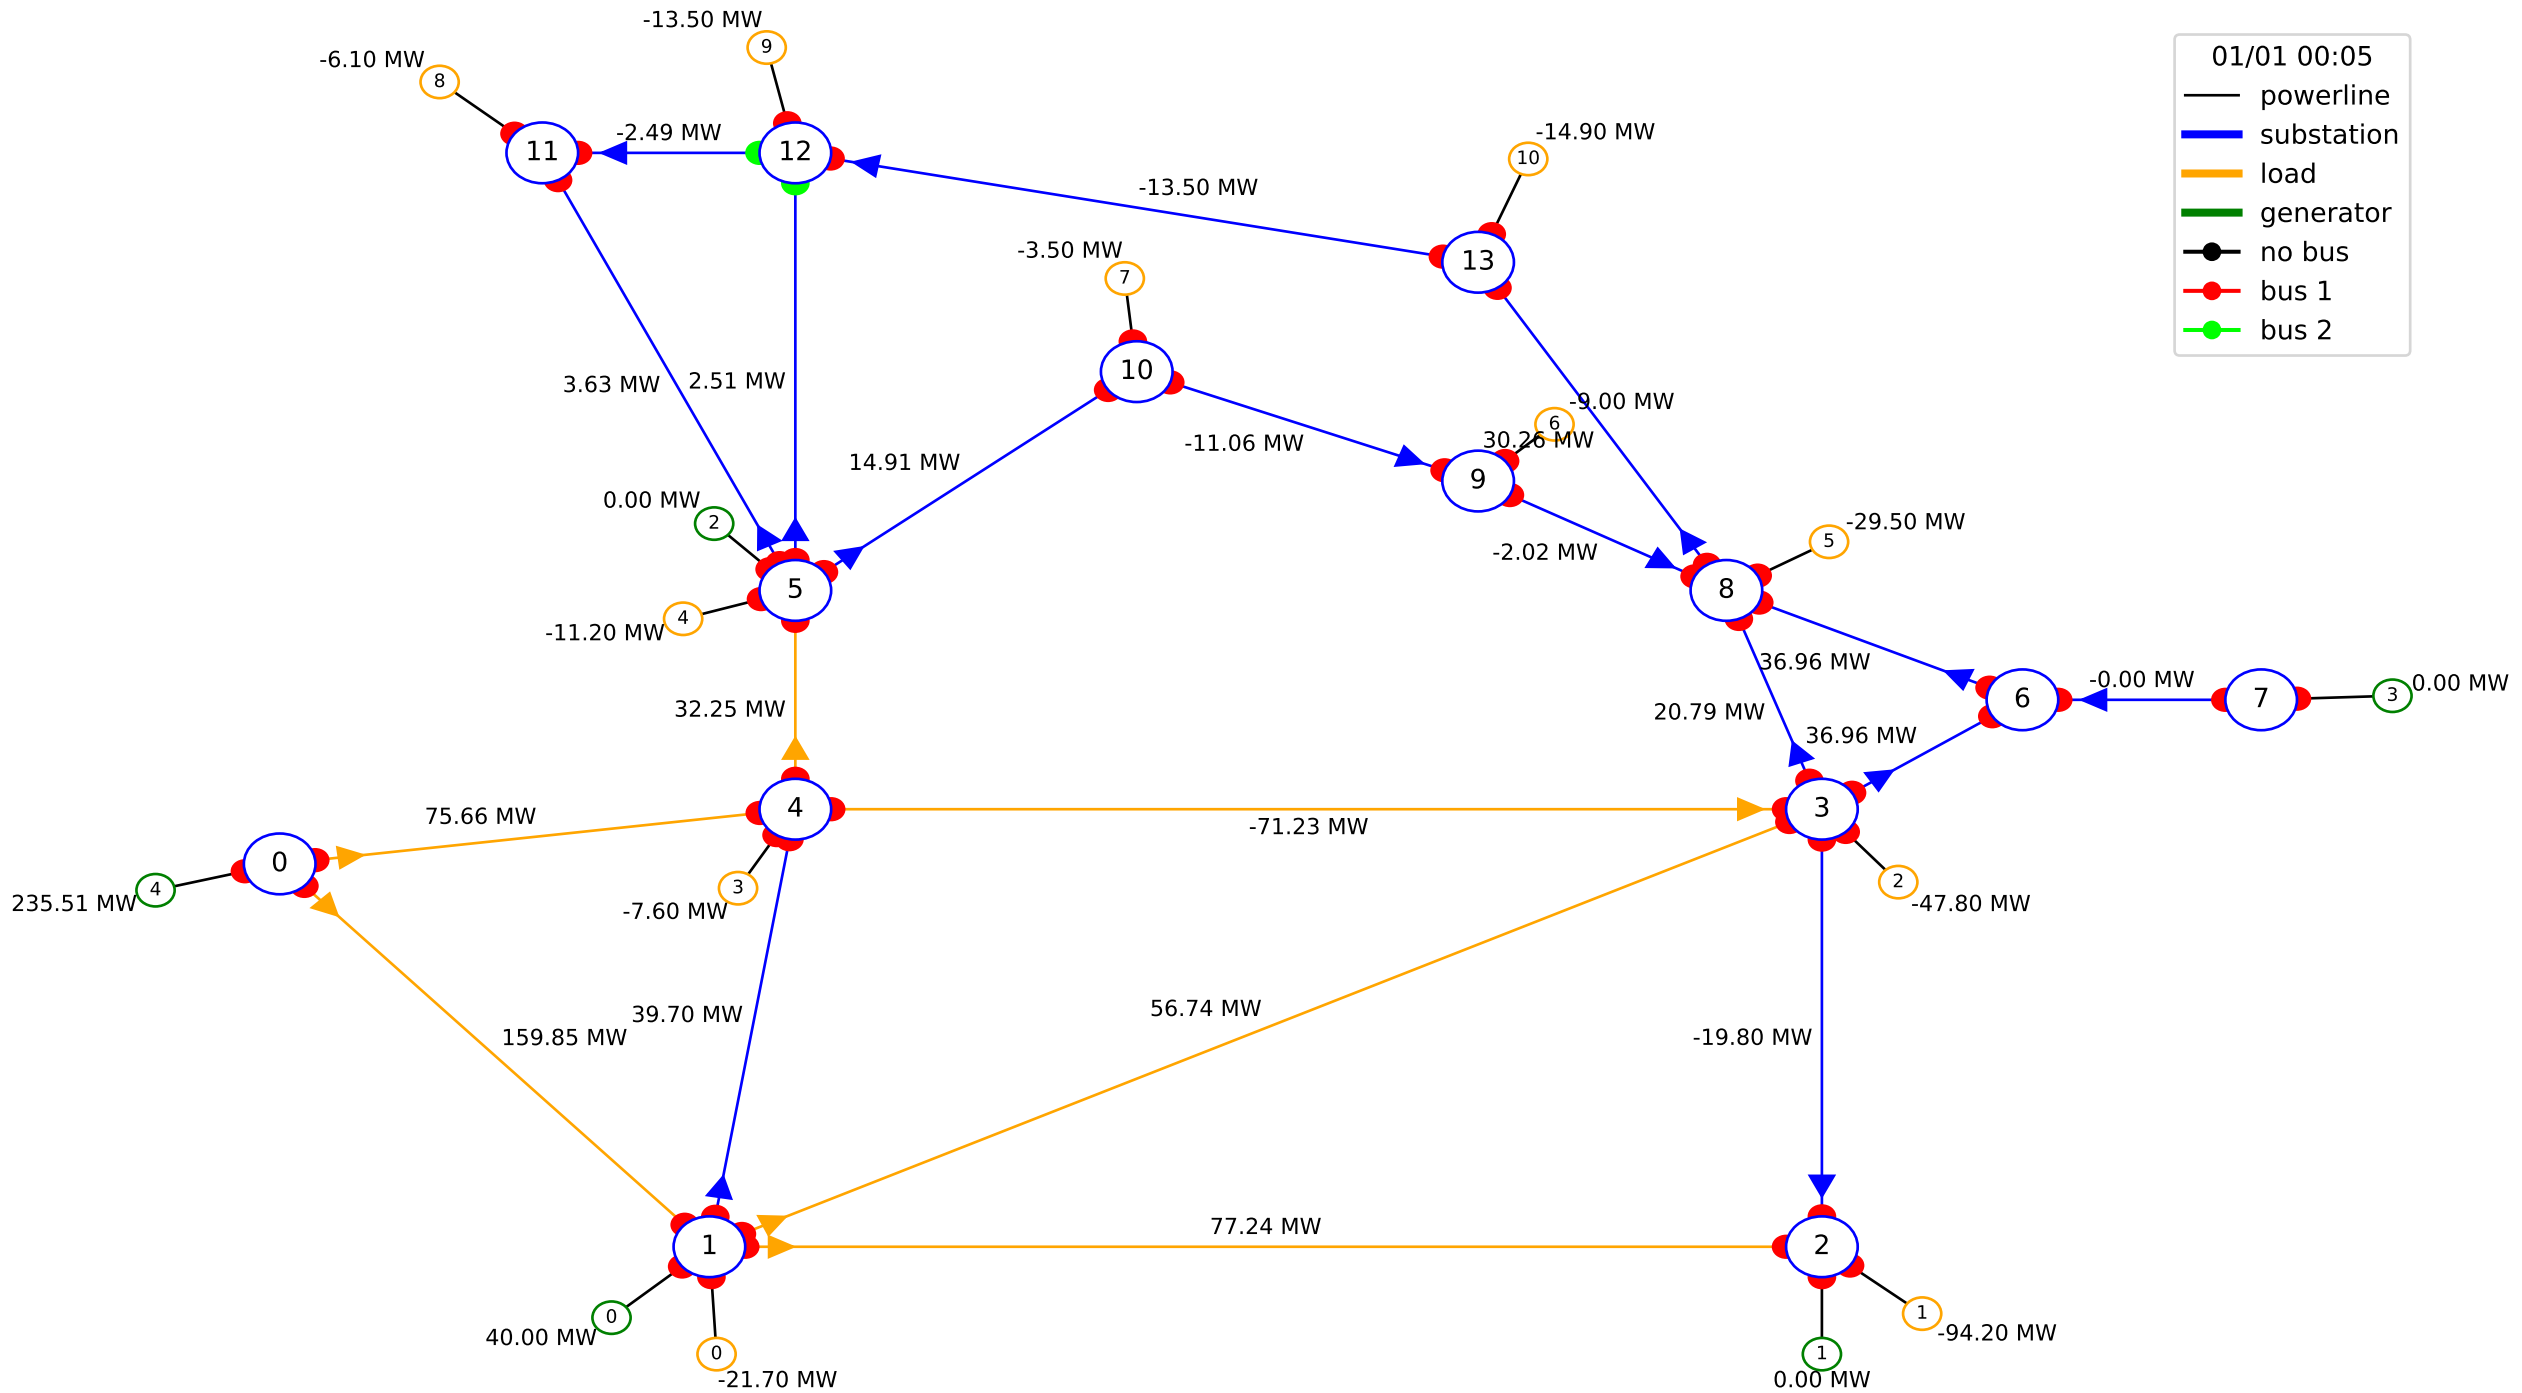 -13.50 MW
9
01/01 00:05
-6.10 MW
8
powerline
-2.49 MW
substation
11
12
-14.90 MW
10
load
-13.50 MW
generator
-3.50 MW
no bus
7
13
bus 1
bus 2
10
3.63 MW
2.51 MW
-9.00 MW
6
30.26 MW
-11.06 MW
14.91 MW
9
0.00 MW
2
-29.50 MW
5
-2.02 MW
5
8
4
-11.20 MW
36.96 MW
-0.00 MW
0.00 MW
6
7
3
32.25 MW
20.79 MW
36.96 MW
4
3
75.66 MW
-71.23 MW
0
4
235.51 MW
3
-7.60 MW
2
-47.80 MW
39.70 MW
56.74 MW
159.85 MW
-19.80 MW
77.24 MW
1
2
0
40.00 MW
1
-94.20 MW
0
-21.70 MW
1
0.00 MW